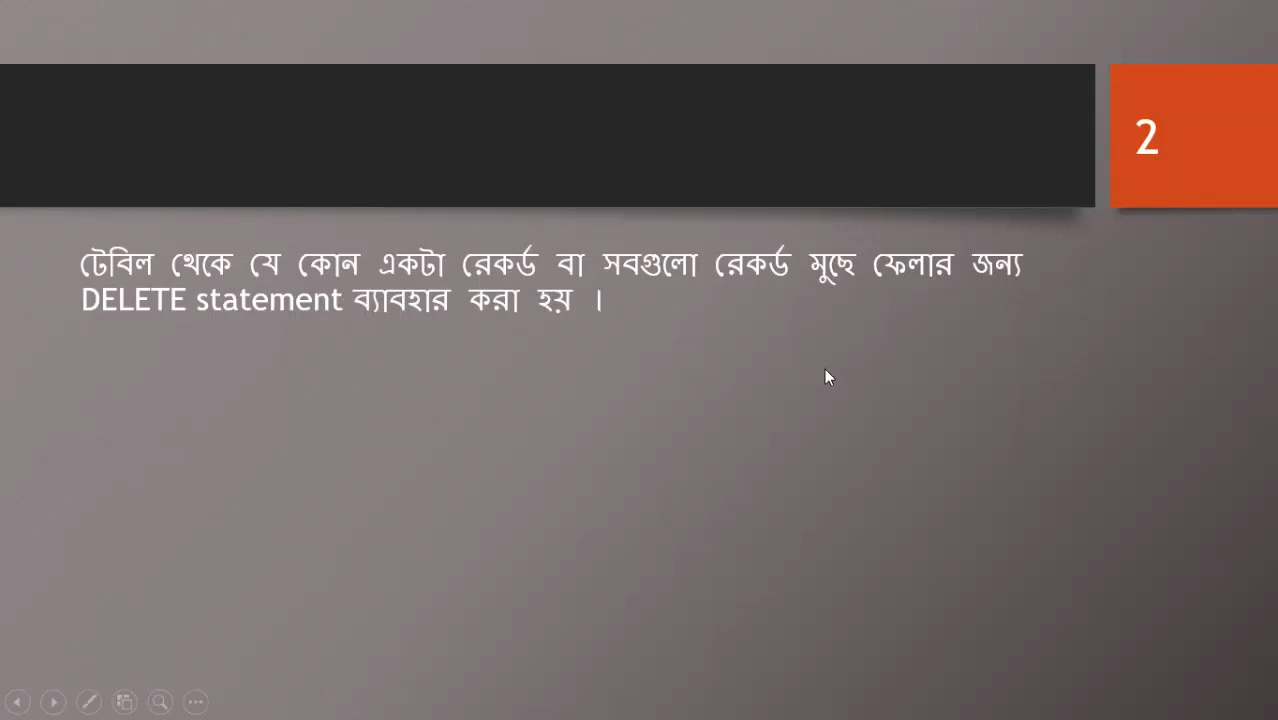 2
টেবিল থেকে যে কোন একটা রেকর্ড বা সবগুলো রেকর্ড মুছে ফেলার জন্য
DELETE statement ব্যাবহার করা হয় ।